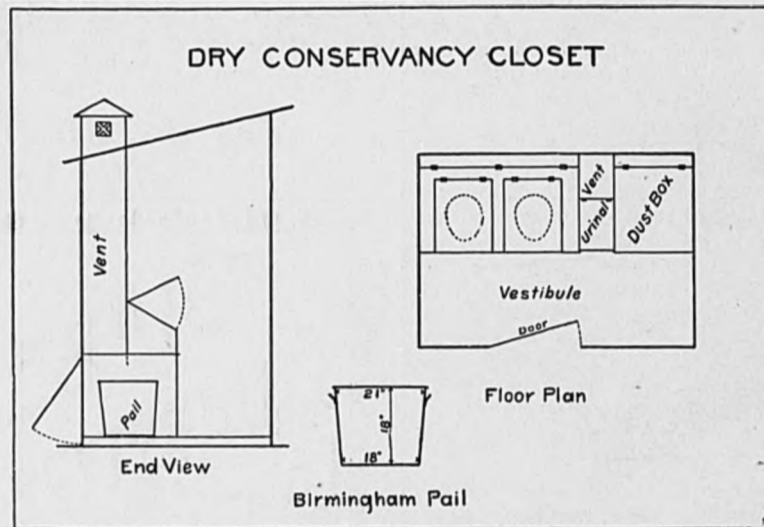 DRY CONSERVANCY CLOSET
Vent
Pail
End View
Vent
Urinal
Dust Box
Vestibule
Door
Floor Plan
21"
18"
18"
Birmingham Pail